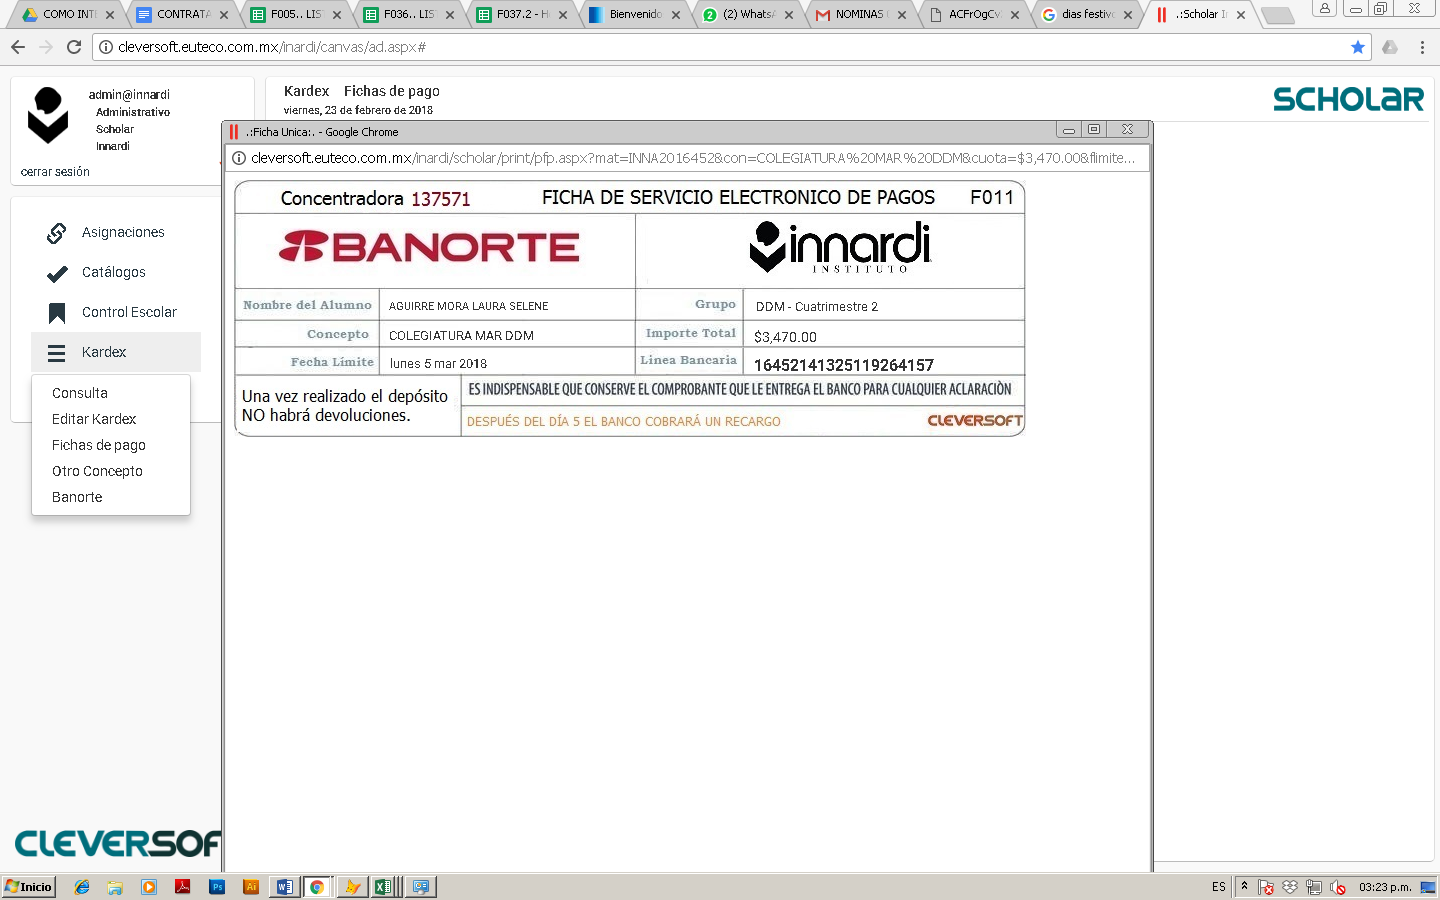 COMO INTE
CONTRATA
F005.. LIST
F036.. LIST
F037.2 - H
Bienvenido
(2) WhatsA
NOMINAS
ACFrOgCv
dias festivo
.:Scholar I
cleversoft.euteco.com.mx/inardi/canvas/ad.aspx#
admin@innardi
Administrativo
Scholar
Innardi
cerrar sesión
Kardex Fichas de pago
viernes, 23 de febrero de 2018
SCHOLAR
Asignaciones
Catálogos
Control Escolar
Kardex
Consulta
Editar Kardex
Fichas de pago
Otro Concepto
Banorte
.:Ficha Unica:. - Google Chrome
cleversoft.euteco.com.mx/inardi/scholar/print/pfp.aspx?mat=INNA2016452&con=COLEGIATURA%20MAR%20DDM&cuota=$3,470.00&flimite...
Concentradora 137571 FICHA DE SERVICIO ELECTRONICO DE PAGOS F011
BANORTE
innardi
INSTITUTO
Nombre del Alumno AGUIRRE MORA LAURA SELENE Grupo DDM - Cuatrimestre 2
Concepto COLEGIATURA MAR DDM Importe Total $3,470.00
Fecha Límite lunes 5 mar 2018 Linea Bancaria 16452141325119264157
Una vez realizado el depósito
NO habrá devoluciones.
ES INDISPENSABLE QUE CONSERVE EL COMPROBANTE QUE LE ENTREGA EL BANCO PARA CUALQUIER ACLARACIÒN
DESPUÉS DEL DÍA 5 EL BANCO COBRARÁ UN RECARGO
CLEVERSOFT
CLEVERSOF
Inicio
ES
03:23 p.m.